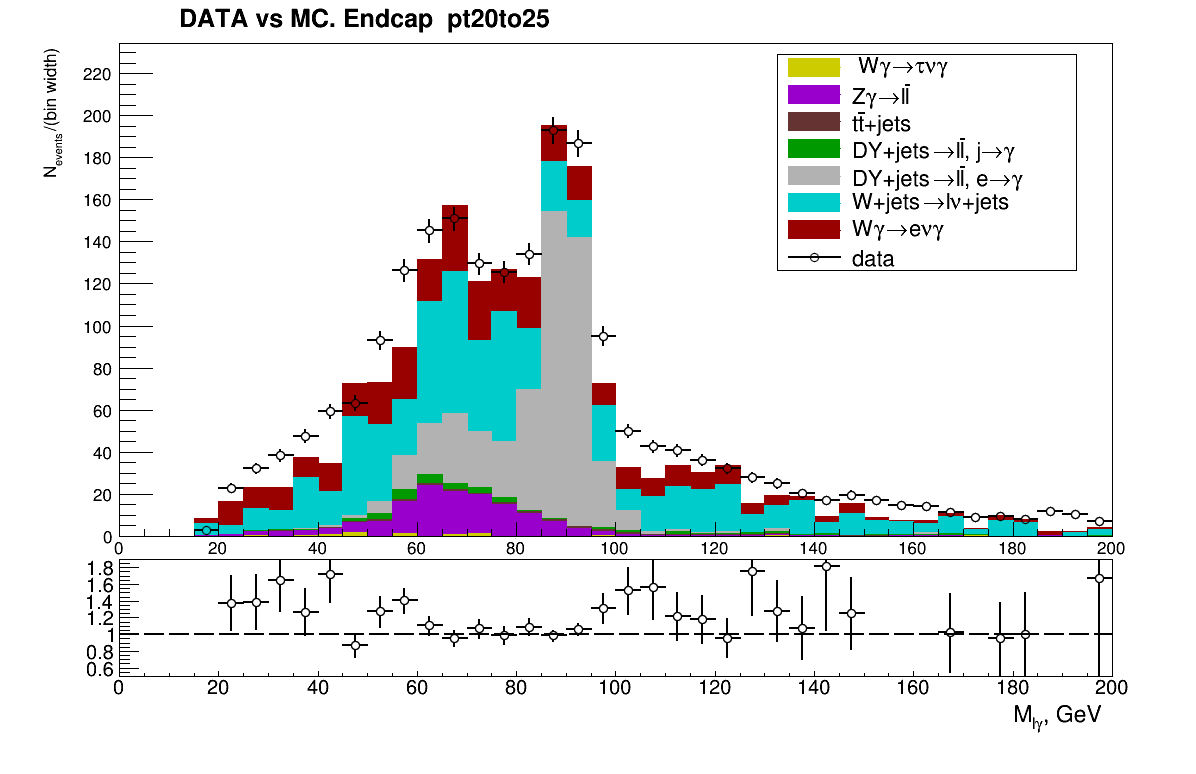 DATA vs MC. Endcap pt20to25
N_events /(bin width)
220
200
180
160
140
120
100
80
60
40
20
0
Wγ→τνγ
Zγ→ll̄
tt̄+jets
DY+jets→ll̄, j→γ
DY+jets→ll̄, e→γ
W+jets→lν+jets
Wγ→eνγ
data
0 20 40 60 80 100 120 140 160 180 200
1.8
1.6
1.4
1.2
1
0.8
0.6
0 20 40 60 80 100 120 140 160 180 200
M_lγ, GeV